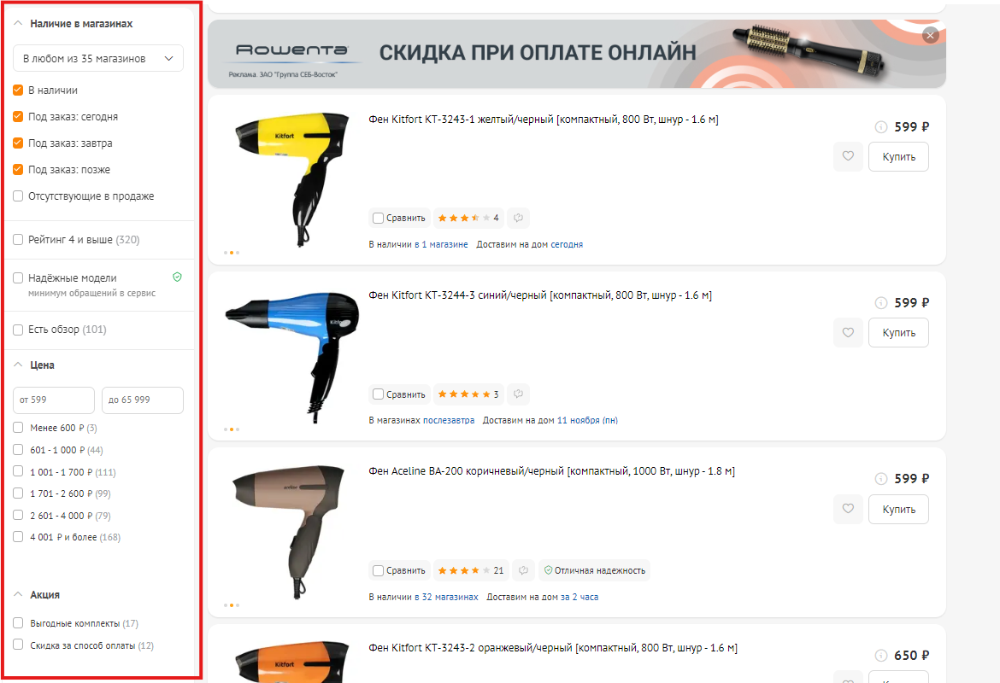 Наличие в магазинах
В любом из 35 магазинов
В наличии
Под заказ: сегодня
Под заказ: завтра
Под заказ: позже
Отсутствующие в продаже
Рейтинг 4 и выше (320)
Надёжные модели
минимум обращений в сервис
Есть обзор (101)
Цена
от 599 до 65 999
Менее 600 ₽ (3)
601 - 1 000 ₽ (44)
1 001 - 1 700 ₽ (111)
1 701 - 2 600 ₽ (99)
2 601 - 4 000 ₽ (79)
4 001 ₽ и более (168)
Акция
Выгодные комплекты (17)
Скидка за способ оплаты (12)
Rowenta
СКИДКА ПРИ ОПЛАТЕ ОНЛАЙН
Реклама. ЗАО "Группа СЕБ-Восток"
Фен Kitfort КТ-3243-1 желтый/черный [компактный, 800 Вт, шнур - 1.6 м]
599 ₽
Купить
Kitfort
Сравнить 4
В наличии в 1 магазине Доставим на дом сегодня
Фен Kitfort КТ-3244-3 синий/черный [компактный, 800 Вт, шнур - 1.6 м]
599 ₽
Купить
Kitfort
Сравнить 3
В магазинах послезавтра Доставим на дом 11 ноября (пн)
Фен Aceline BA-200 коричневый/черный [компактный, 1000 Вт, шнур - 1.8 м]
599 ₽
Купить
aceline
Сравнить 21 Отличная надежность
В наличии в 32 магазинах Доставим на дом за 2 часа
Фен Kitfort КТ-3243-2 оранжевый/черный [компактный, 800 Вт, шнур - 1.6 м]
650 ₽
Kitfort